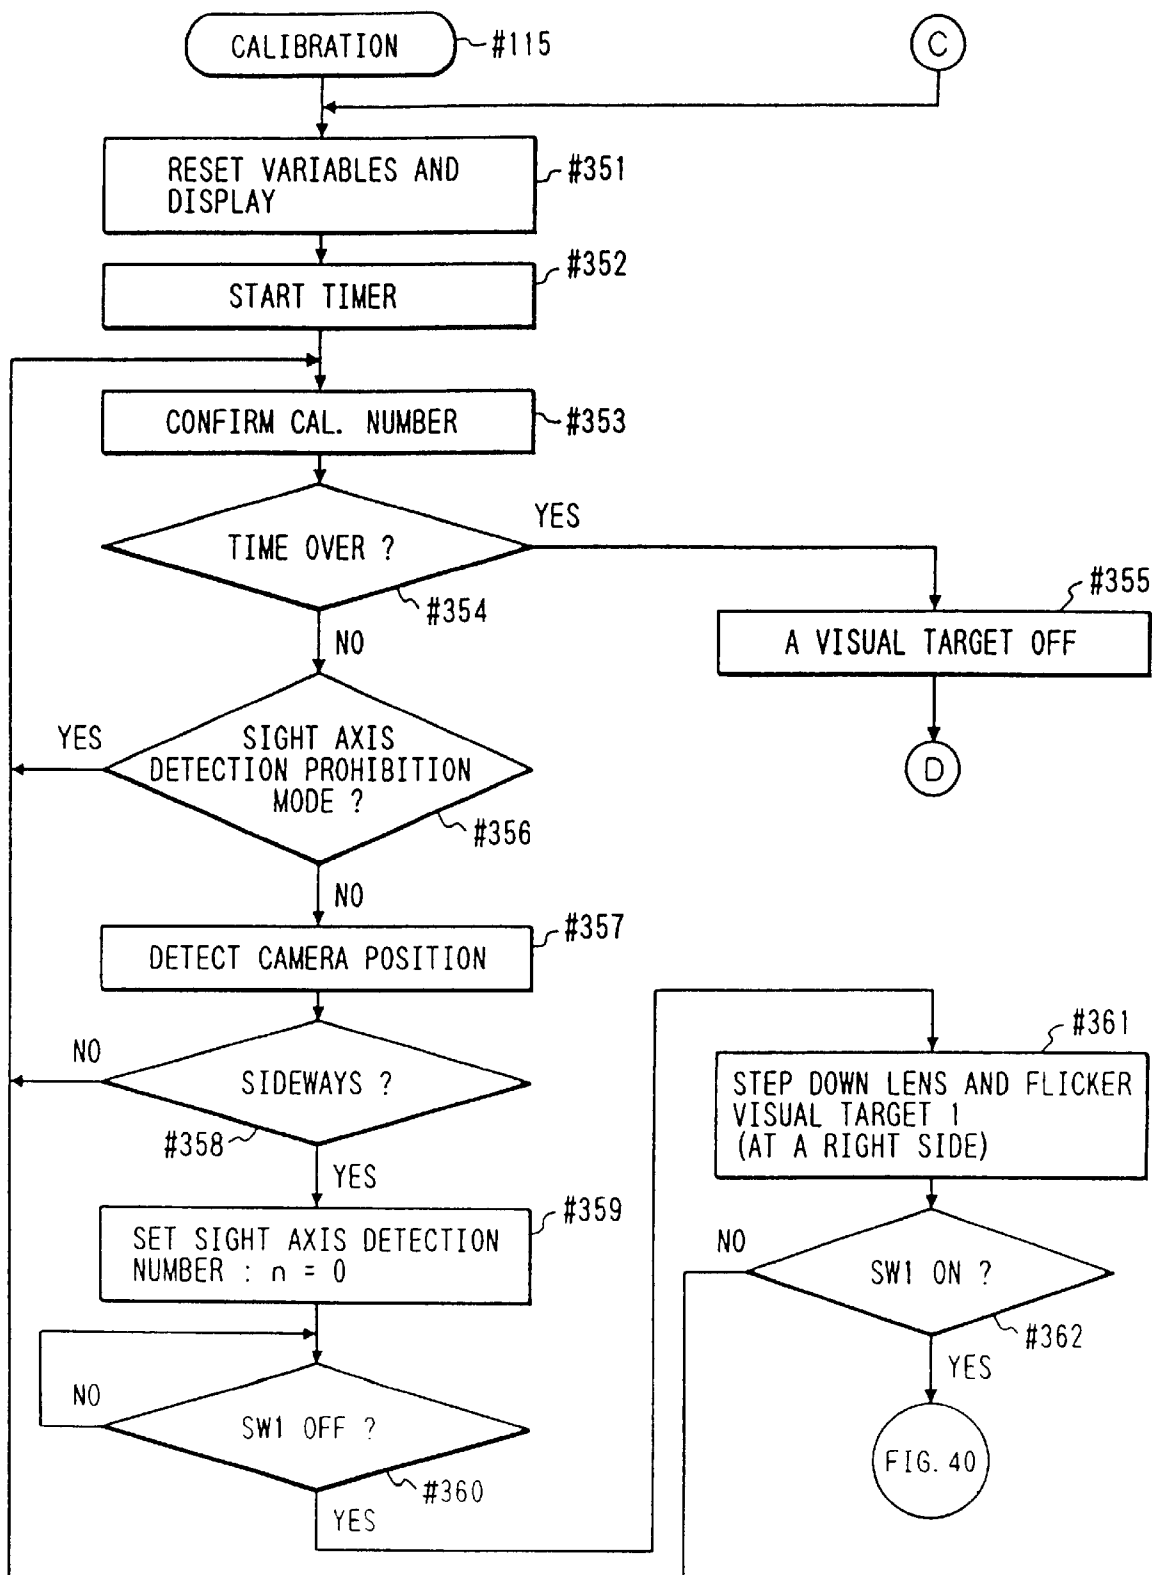 CALIBRATION
#115
C
RESET VARIABLES AND
DISPLAY
#351
START TIMER
#352
CONFIRM CAL. NUMBER
#353
TIME OVER ?
YES
#354
NO
#355
A VISUAL TARGET OFF
D
SIGHT AXIS
DETECTION PROHIBITION
MODE ?
YES
#356
NO
DETECT CAMERA POSITION
#357
SIDEWAYS ?
NO
#358
YES
SET SIGHT AXIS DETECTION
NUMBER : n = 0
#359
SW1 OFF ?
NO
#360
YES
#361
STEP DOWN LENS AND FLICKER
VISUAL TARGET 1
(AT A RIGHT SIDE)
SW1 ON ?
NO
#362
YES
FIG. 40